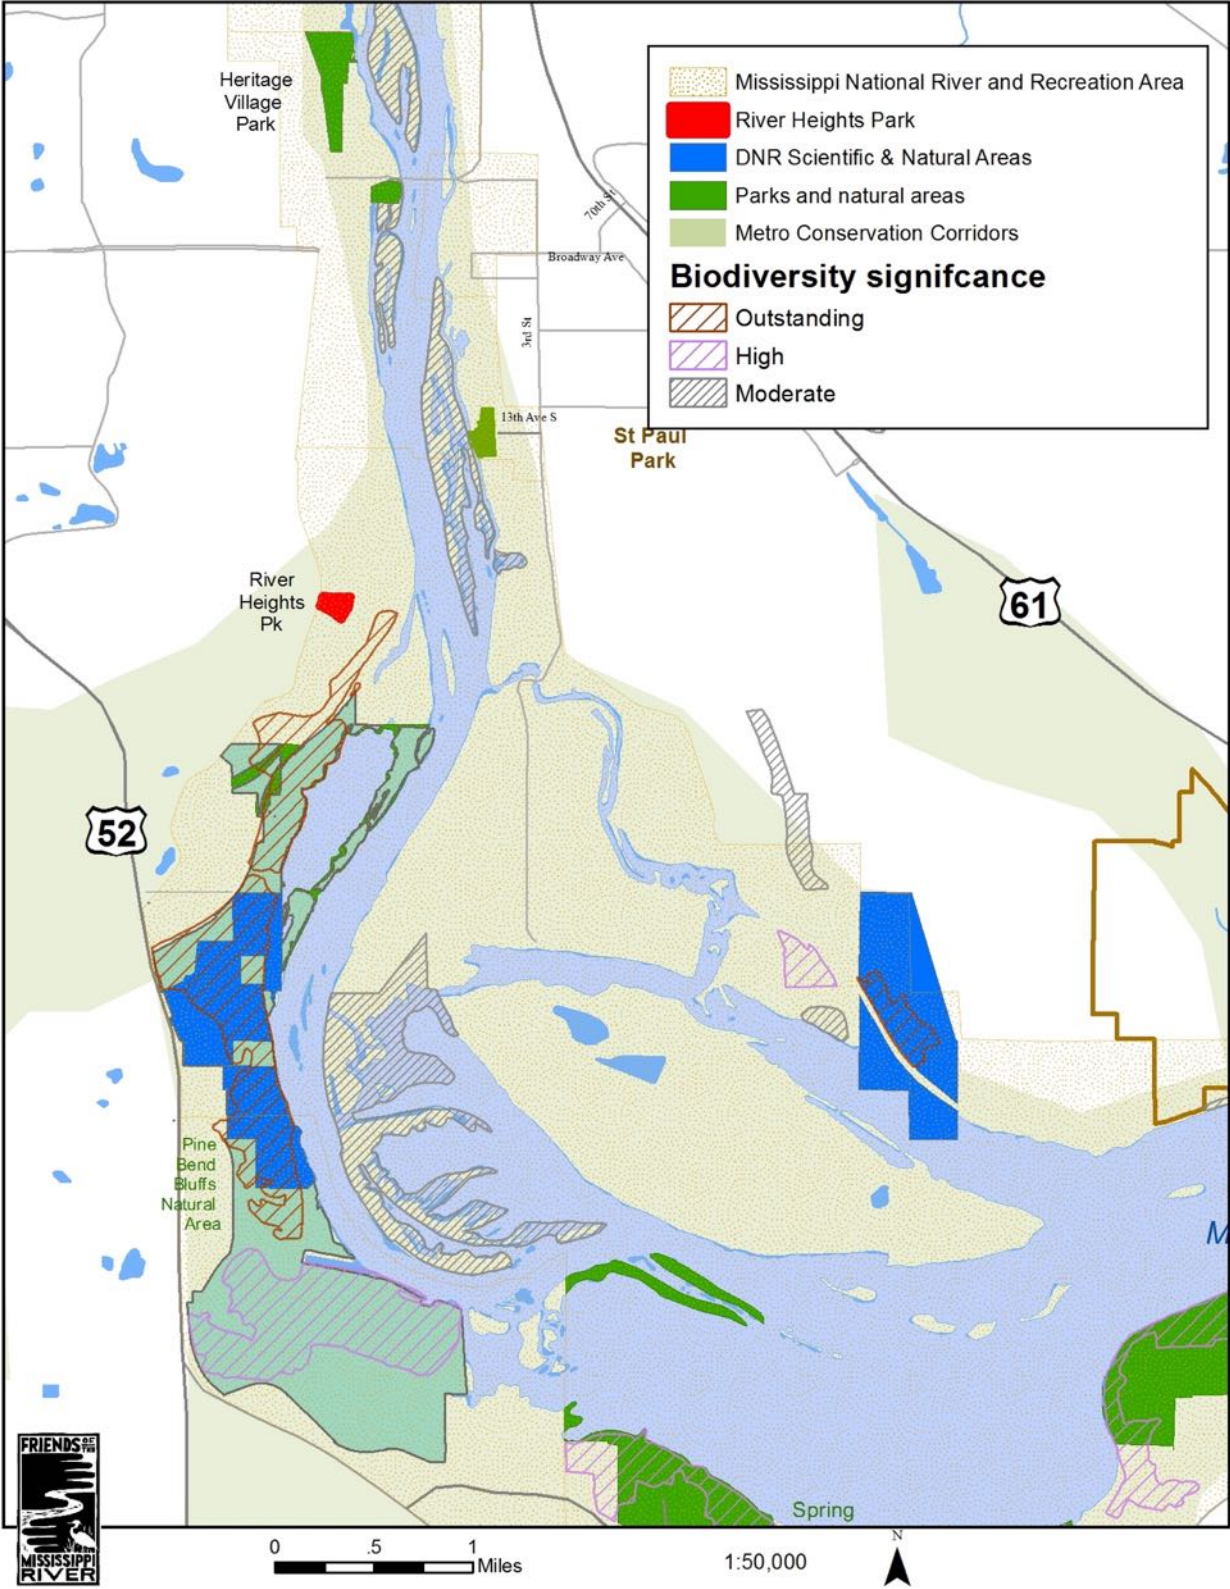 Heritage
Village
Park
Mississippi National River and Recreation Area
River Heights Park
DNR Scientific & Natural Areas
Parks and natural areas
Metro Conservation Corridors
Biodiversity signifcance
Outstanding
High
Moderate
70th St
Broadway Ave
3rd St
13th Ave S
St Paul
Park
River
Heights
Pk
61
52
Pine
Bend
Bluffs
Natural
Area
M
Spring
FRIENDS OF THE
MISSISSIPPI
RIVER
0 .5 1
Miles
1:50,000
N